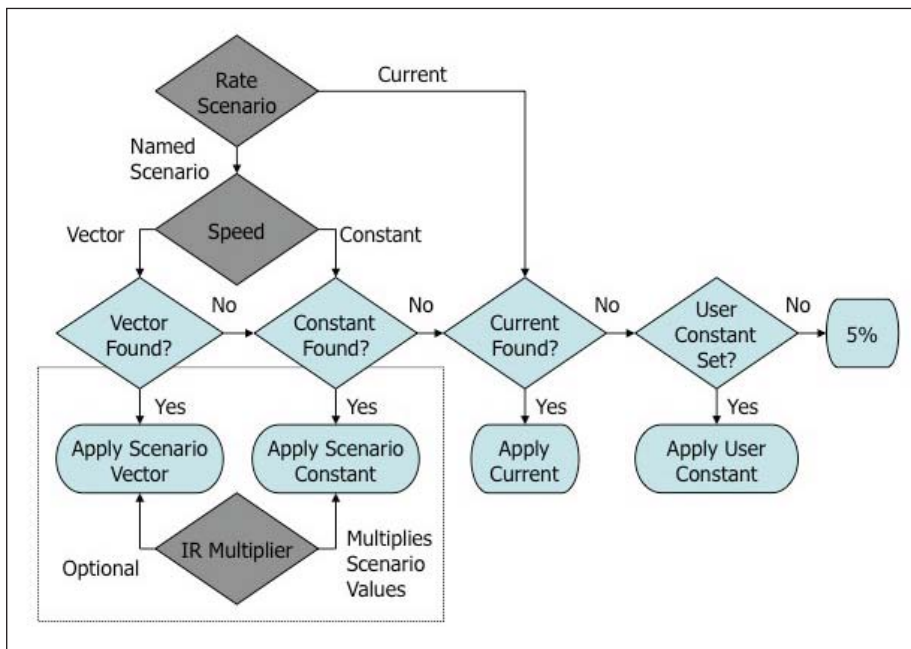 Rate
Scenario
Current
Named
Scenario
Speed
Vector
Constant
Vector
Found?
No
Constant
Found?
No
Current
Found?
No
User
Constant
Set?
No
5%
Yes
Yes
Yes
Yes
Apply Scenario
Vector
Apply Scenario
Constant
Apply
Current
Apply User
Constant
IR Multiplier
Optional
Multiplies
Scenario
Values